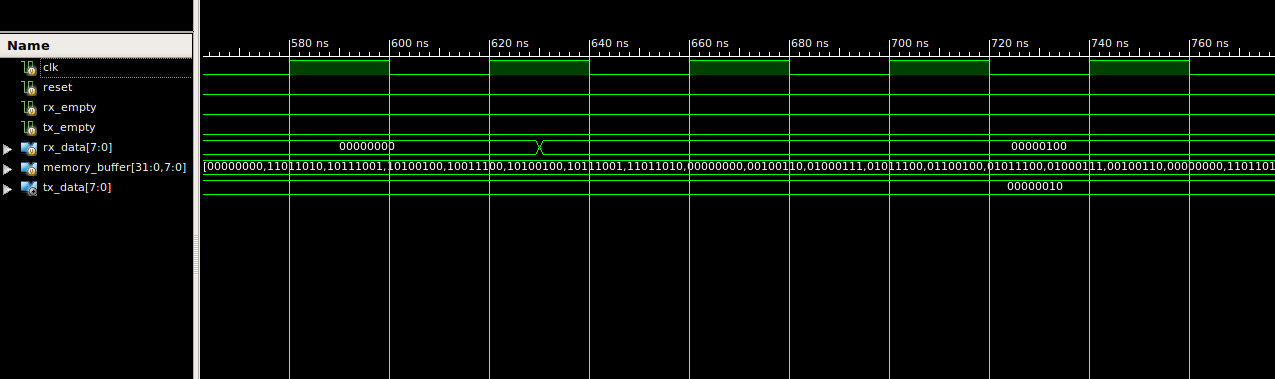 580 ns 600 ns 620 ns 640 ns 660 ns 680 ns 700 ns 720 ns 740 ns 760 ns
Name
clk
reset
rx_empty
tx_empty
rx_data[7:0] 00000000 00000100
memory_buffer[31:0,7:0] [00000000,11011010,10111001,10100100,10011100,10100100,10111001,11011010,00000000,00100110,01000111,01011100,01100100,01011100,01000111,00100110,00000000,1101101
tx_data[7:0] 00000010